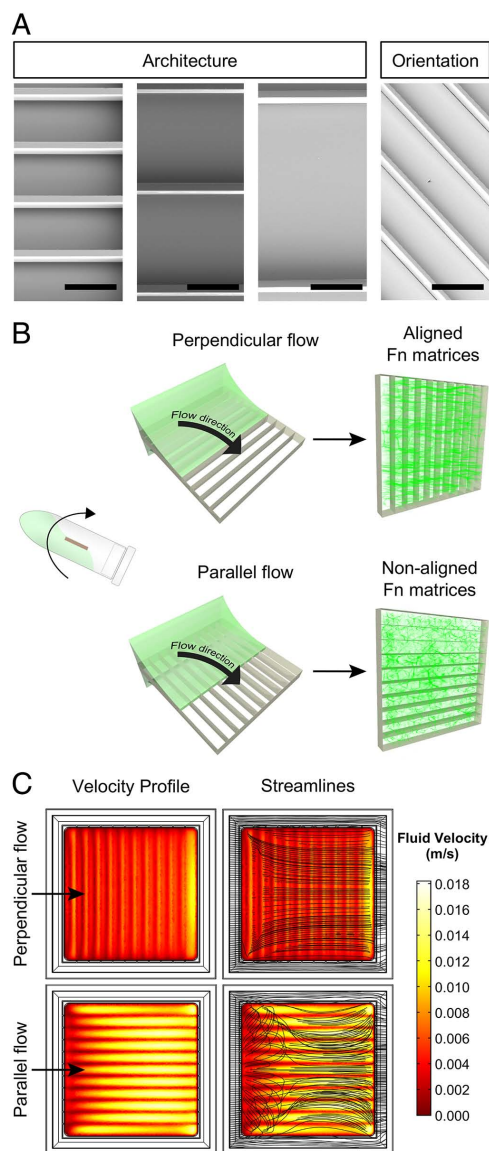 A
Architecture
Orientation
B
Perpendicular flow
Aligned
Fn matrices
Flow direction
Parallel flow
Non-aligned
Fn matrices
Flow direction
C
Velocity Profile
Streamlines
Perpendicular flow
Parallel flow
Fluid Velocity
(m/s)
0.018
0.016
0.014
0.012
0.010
0.008
0.006
0.004
0.002
0.000